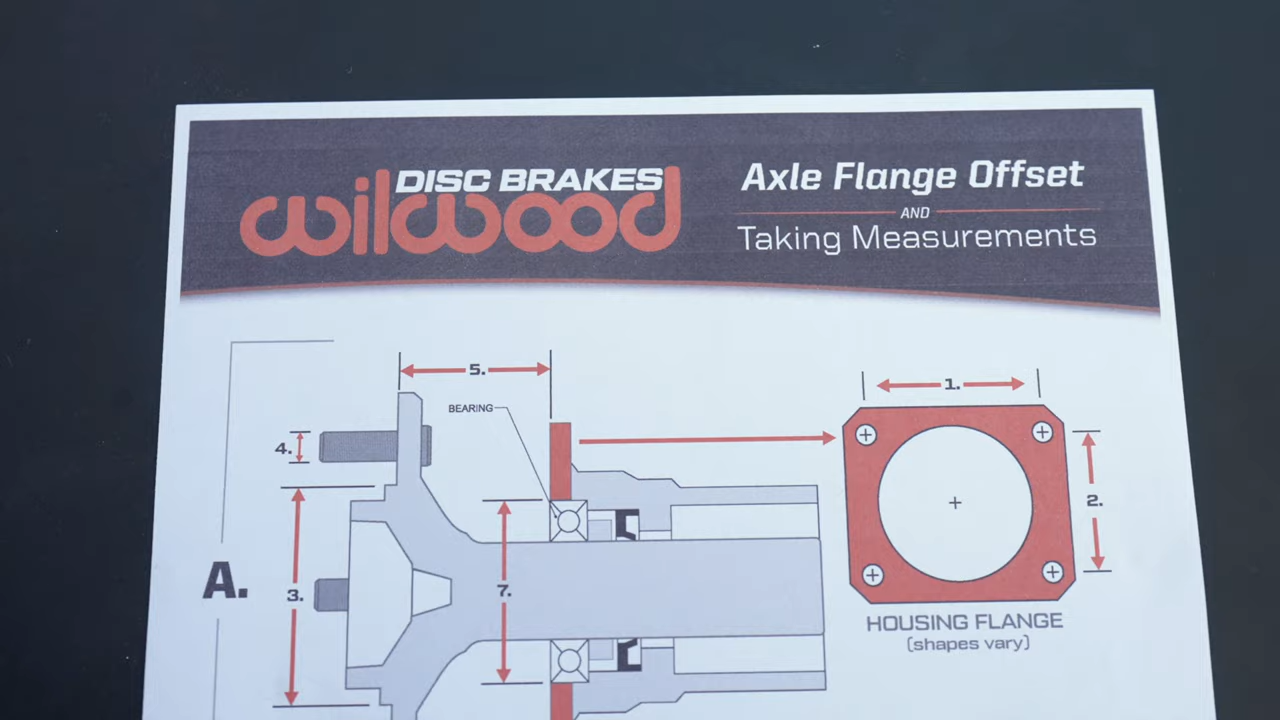 DISC BRAKES
wilwood
Axle Flange Offset
AND
Taking Measurements
5.
1.
BEARING
4.
2.
A.
3.
7.
HOUSING FLANGE
(shapes vary)